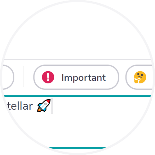 ❗ Important 🤔
tellar 🚀